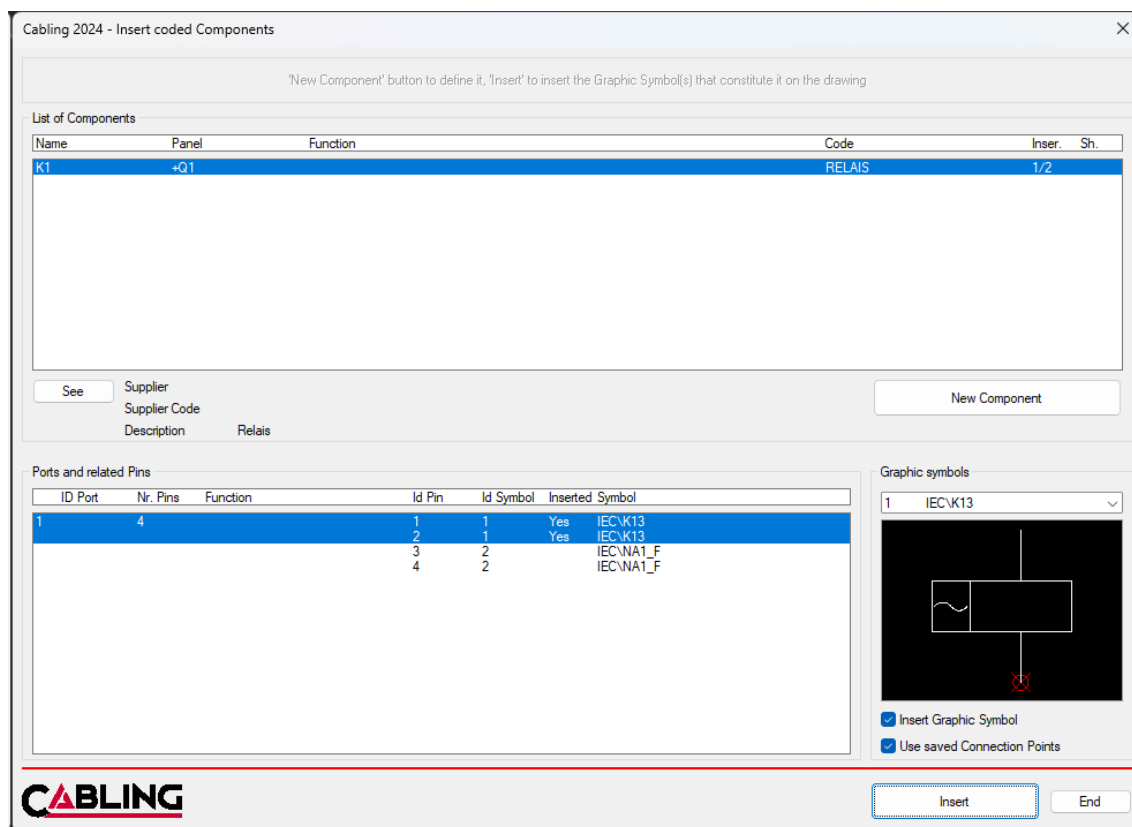 Cabling 2024 - Insert coded Components
'New Component' button to define it, 'Insert' to insert the Graphic Symbol(s) that constitute it on the drawing
List of Components
Name Panel Function Code Inser. Sh.
K1 +Q1 RELAIS 1/2
See
Supplier
Supplier Code
Description Relais
New Component
Ports and related Pins
ID Port Nr. Pins Function Id Pin Id Symbol Inserted Symbol
1 4 1 1 Yes IEC\K13
2 1 Yes IEC\K13
3 2 IEC\NA1_F
4 2 IEC\NA1_F
Graphic symbols
1 IEC\K13
Insert Graphic Symbol
Use saved Connection Points
CABLING
Insert
End